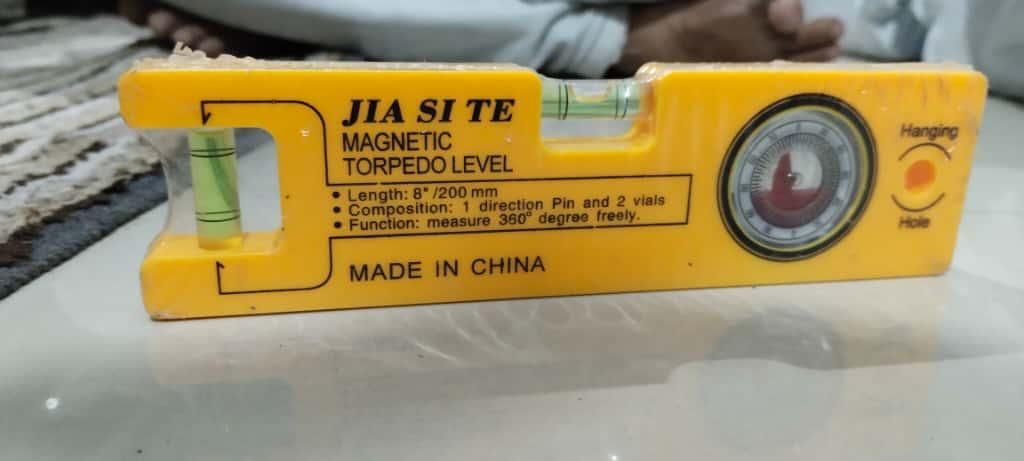 JIA SI TE
MAGNETIC
TORPEDO LEVEL
• Length: 8"/200 mm
• Composition: 1 direction Pin and 2 vials
• Function: measure 360° degree freely.
MADE IN CHINA
Hanging
Hole